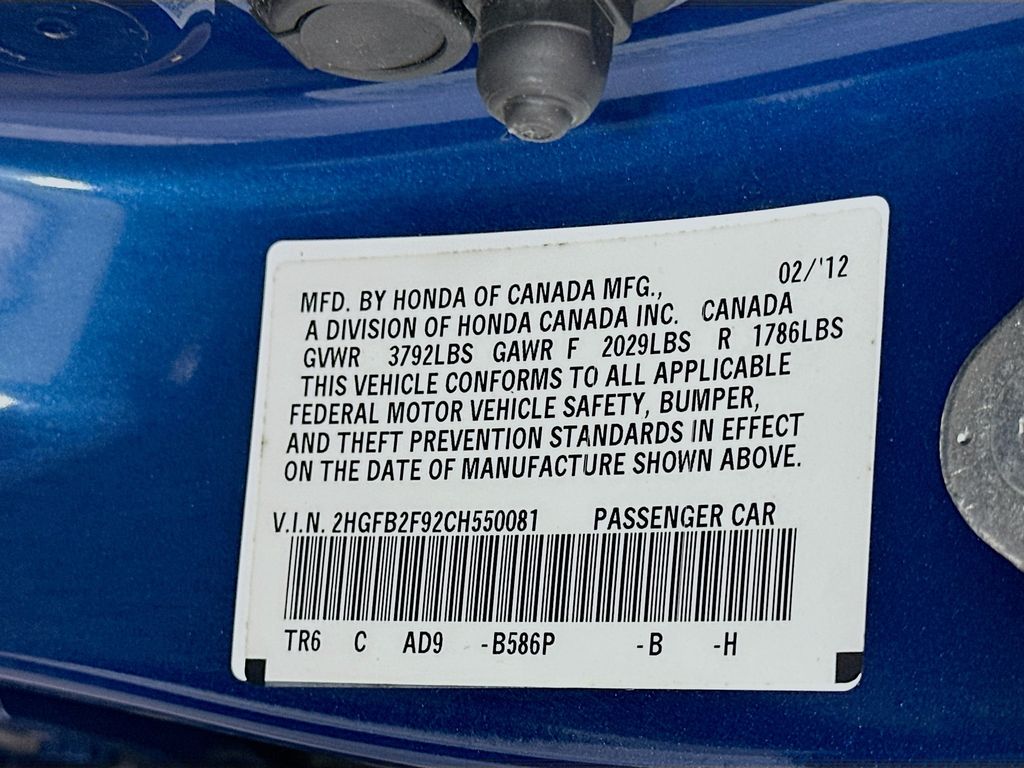 02/'12
MFD. BY HONDA OF CANADA MFG.,
A DIVISION OF HONDA CANADA INC. CANADA
GVWR 3792LBS GAWR F 2029LBS R 1786LBS
THIS VEHICLE CONFORMS TO ALL APPLICABLE
FEDERAL MOTOR VEHICLE SAFETY, BUMPER,
AND THEFT PREVENTION STANDARDS IN EFFECT
ON THE DATE OF MANUFACTURE SHOWN ABOVE.
V.I.N. 2HGFB2F92CH550081 PASSENGER CAR
TR6 C AD9 -B586P -B -H